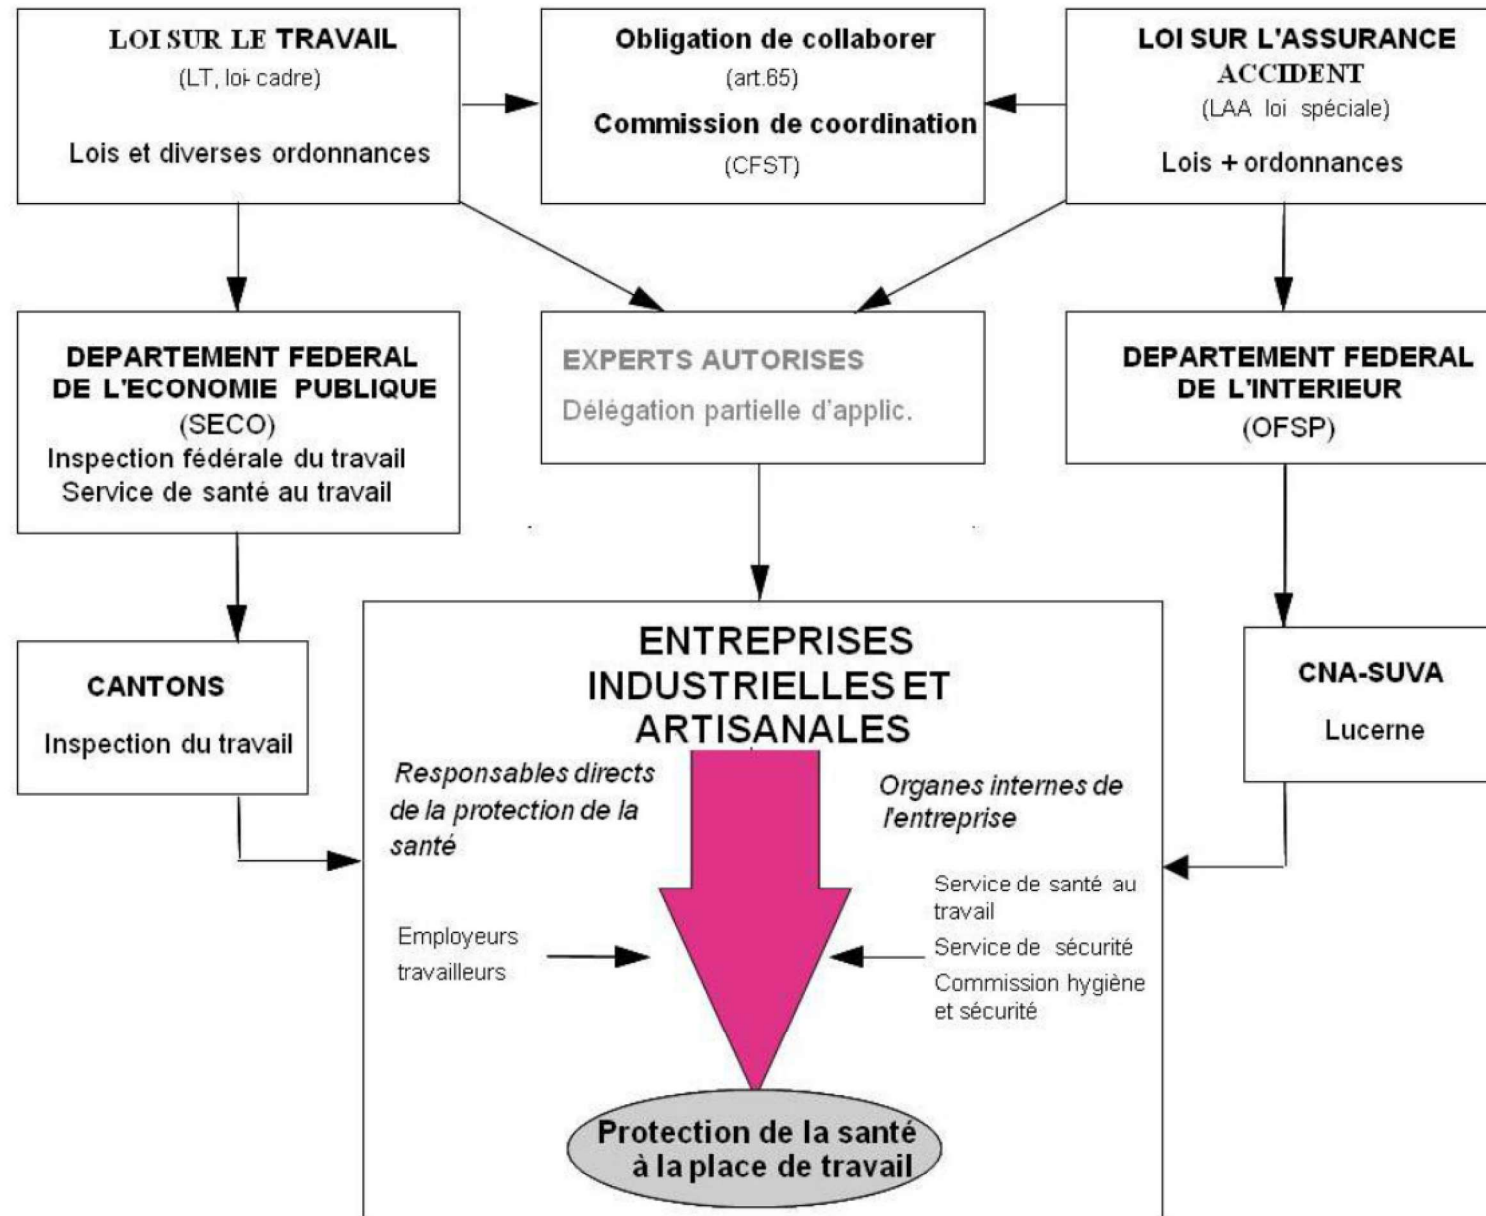 LOI SUR LE TRAVAIL
(LT, loi-cadre)
Lois et diverses ordonnances
Obligation de collaborer
(art.65)
Commission de coordination
(CFST)
LOI SUR L'ASSURANCE
ACCIDENT
(LAA loi spéciale)
Lois + ordonnances
DEPARTEMENT FEDERAL
DE L'ECONOMIE PUBLIQUE
(SECO)
Inspection fédérale du travail
Service de santé au travail
EXPERTS AUTORISES
Délégation partielle d'applic.
DEPARTEMENT FEDERAL
DE L'INTERIEUR
(OFSP)
CANTONS
Inspection du travail
ENTREPRISES
INDUSTRIELLES ET
ARTISANALES
CNA-SUVA
Lucerne
Responsables directs
de la protection de la
santé
Organes internes de
l'entreprise
Employeurs
travailleurs
Service de santé au
travail
Service de sécurité
Commission hygiène
et sécurité
Protection de la santé
à la place de travail